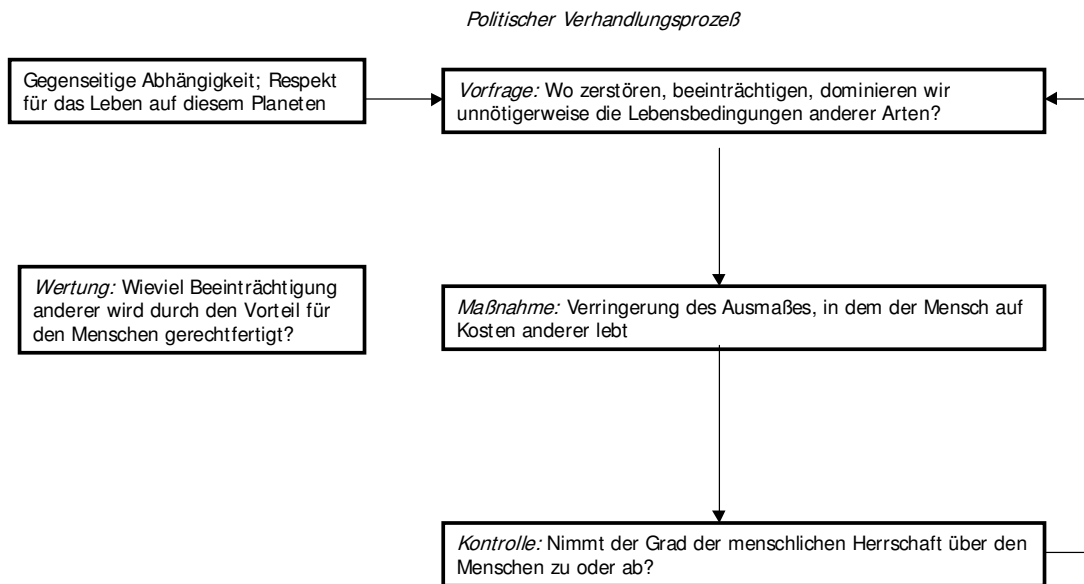 Politischer Verhandlungsprozeß
Gegenseitige Abhängigkeit; Respekt
für das Leben auf diesem Planeten
Vorfrage: Wo zerstören, beeinträchtigen, dominieren wir
unnötigerweise die Lebensbedingungen anderer Arten?
Wertung: Wieviel Beeinträchtigung
anderer wird durch den Vorteil für
den Menschen gerechtfertigt?
Maßnahme: Verringerung des Ausmaßes, in dem der Mensch auf
Kosten anderer lebt
Kontrolle: Nimmt der Grad der menschlichen Herrschaft über den
Menschen zu oder ab?